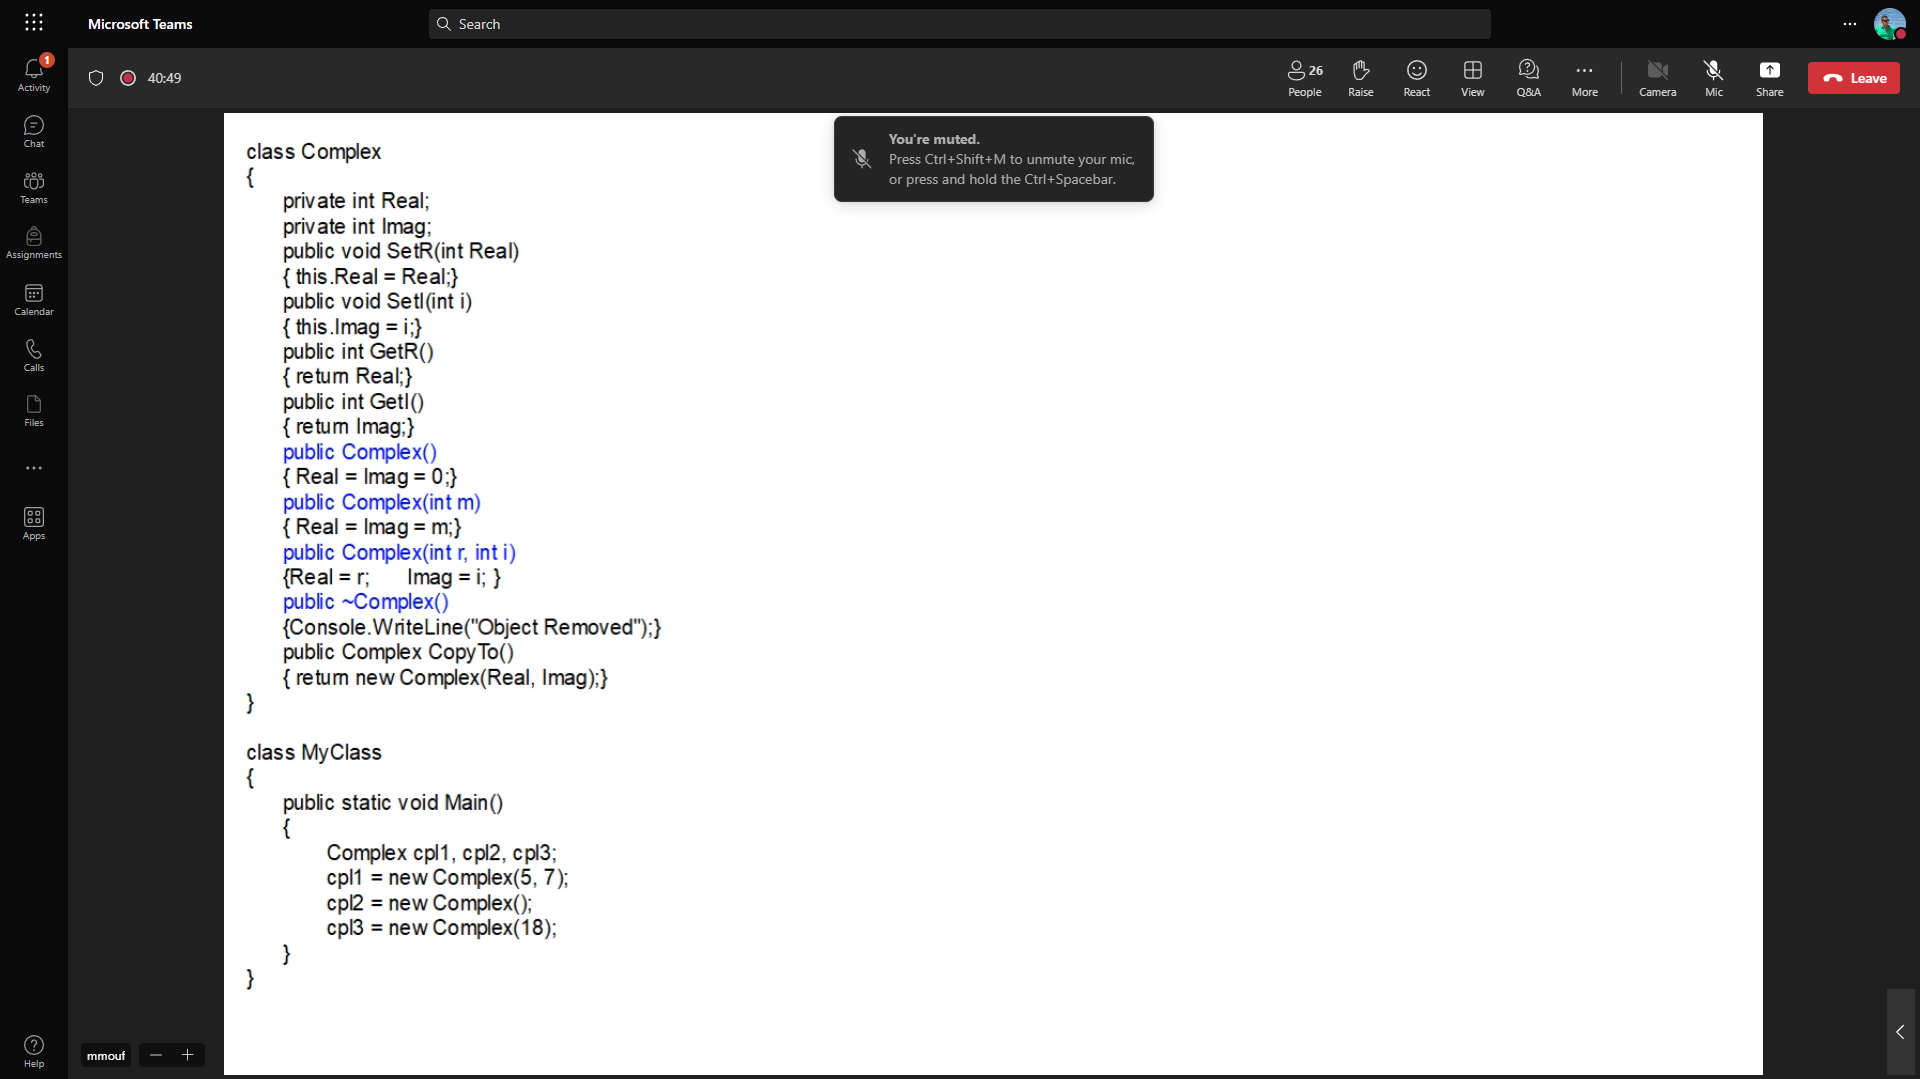 Microsoft Teams
Search
1
Activity
Chat
Teams
Assignments
Calendar
Calls
Files
Apps
Help
40:49
26
People
Raise
React
View
Q&A
More
Camera
Mic
Share
Leave
You're muted.
Press Ctrl+Shift+M to unmute your mic,
or press and hold the Ctrl+Spacebar.
class Complex
{
private int Real;
private int Imag;
public void SetR(int Real)
{ this.Real = Real;}
public void SetI(int i)
{ this.Imag = i;}
public int GetR()
{ return Real;}
public int GetI()
{ return Imag;}
public Complex()
{ Real = Imag = 0;}
public Complex(int m)
{ Real = Imag = m;}
public Complex(int r, int i)
{Real = r; Imag = i; }
public ~Complex()
{Console.WriteLine("Object Removed");}
public Complex CopyTo()
{ return new Complex(Real, Imag);}
}
class MyClass
{
public static void Main()
{
Complex cpl1, cpl2, cpl3;
cpl1 = new Complex(5, 7);
cpl2 = new Complex();
cpl3 = new Complex(18);
}
}
mmouf